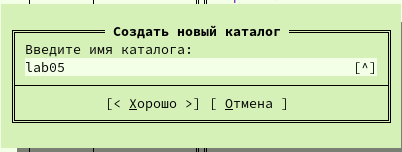 Создать новый каталог
Введите имя каталога:
lab05 [^]
[< Хорошо >] [ Отмена ]